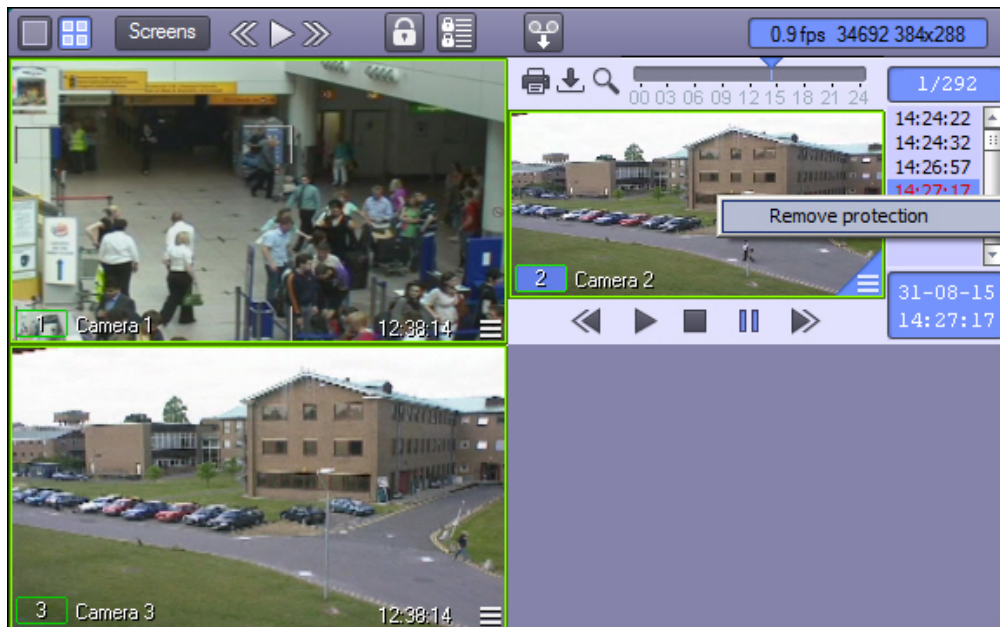 Screens
0.9 fps 34692 384x288
00 03 06 09 12 15 18 21 24
1/292
14:24:22
14:24:32
14:26:57
14:27:17
Remove protection
1 Camera 1 12:38:14
2 Camera 2
31-08-15
14:27:17
3 Camera 3 12:38:14